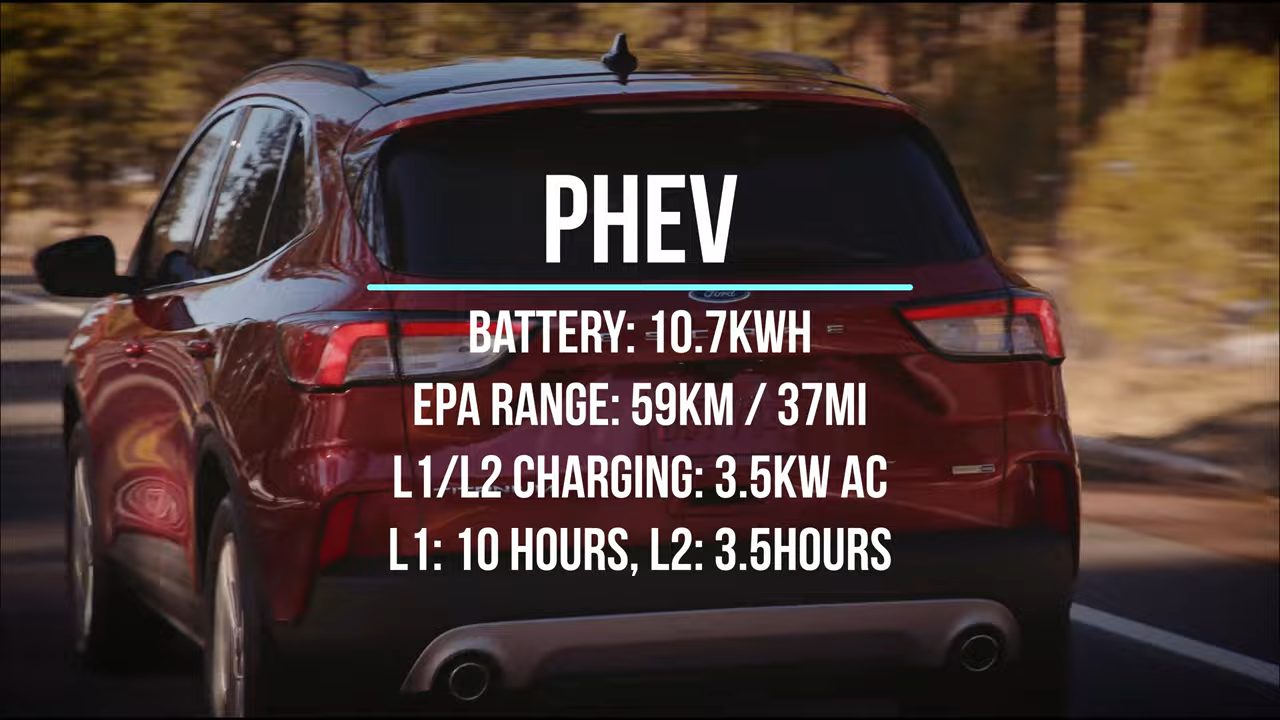 PHEV
Ford
BATTERY: 10.7KWH
EPA RANGE: 59KM / 37MI
L1/L2 CHARGING: 3.5KW AC
L1: 10 HOURS, L2: 3.5HOURS